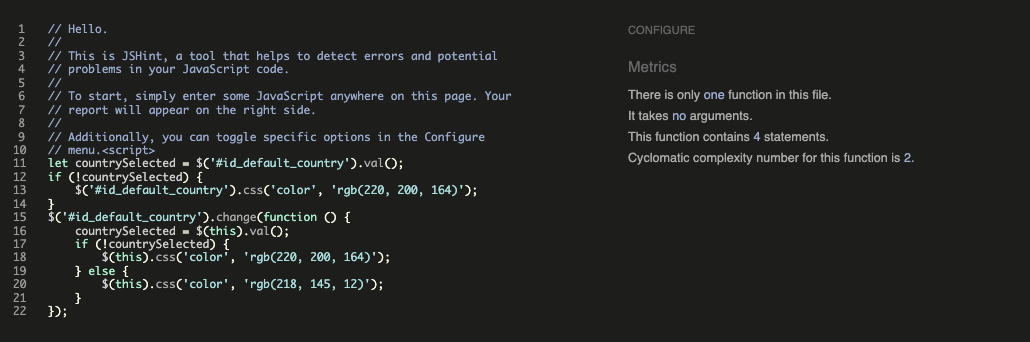 1 // Hello.
2 //
3 // This is JSHint, a tool that helps to detect errors and potential
4 // problems in your JavaScript code.
5 //
6 // To start, simply enter some JavaScript anywhere on this page. Your
7 // report will appear on the right side.
8 //
9 // Additionally, you can toggle specific options in the Configure
10 // menu.<script>
11 let countrySelected = $('#id_default_country').val();
12 if (!countrySelected) {
13     $('#id_default_country').css('color', 'rgb(220, 200, 164)');
14 }
15 $('#id_default_country').change(function () {
16     countrySelected = $(this).val();
17     if (!countrySelected) {
18         $(this).css('color', 'rgb(220, 200, 164)');
19     } else {
20         $(this).css('color', 'rgb(218, 145, 12)');
21     }
22 });
CONFIGURE
Metrics
There is only one function in this file.
It takes no arguments.
This function contains 4 statements.
Cyclomatic complexity number for this function is 2.